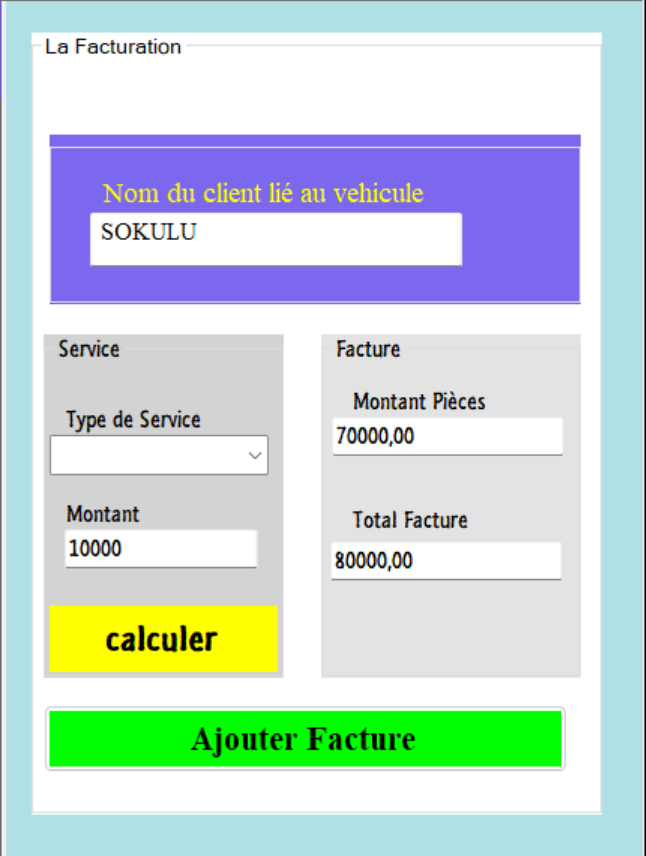 La Facturation
Nom du client lié au vehicule
SOKULU
Service
Type de Service
Montant
10000
calculer
Facture
Montant Pièces
70000,00
Total Facture
80000,00
Ajouter Facture